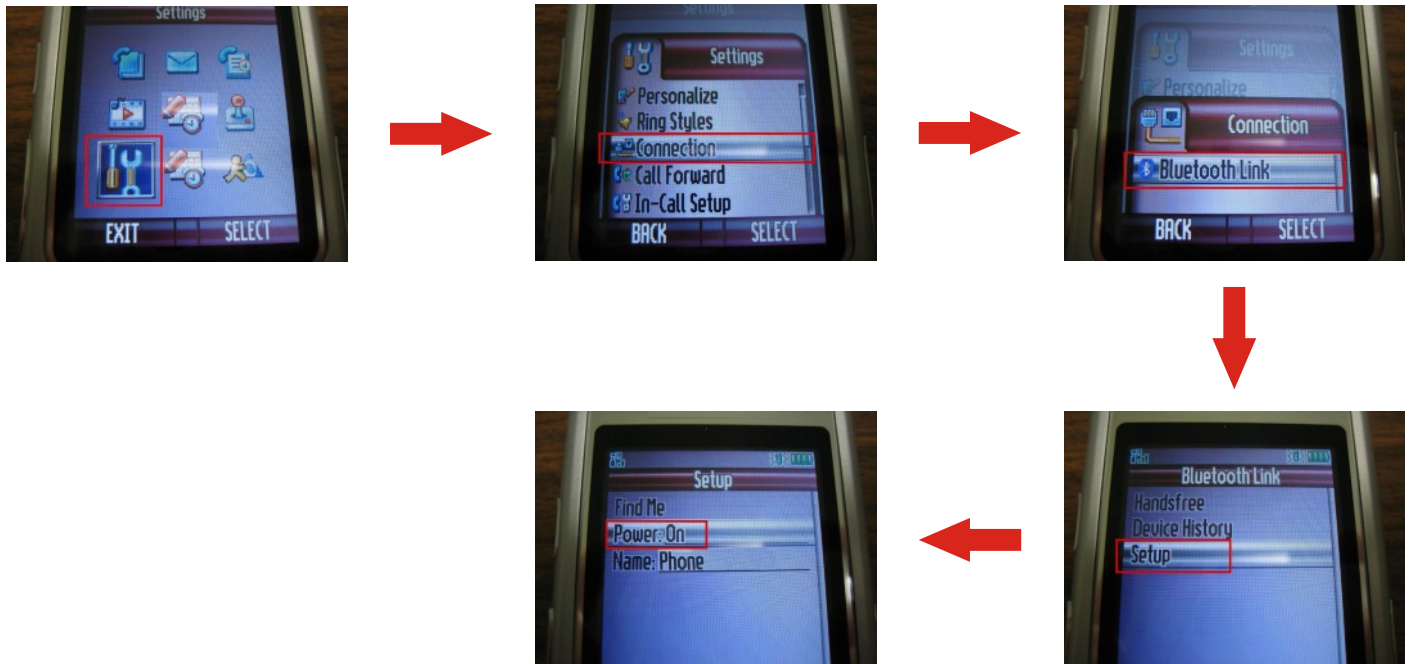 Settings
EXIT SELECT
Settings
Settings
Personalize
Ring Styles
Connection
Call Forward
In-Call Setup
BACK SELECT
Settings
Personalize
Connection
Bluetooth Link
BACK SELECT
Bluetooth Link
Handsfree
Device History
Setup
Setup
Find Me
Power: On
Name: Phone